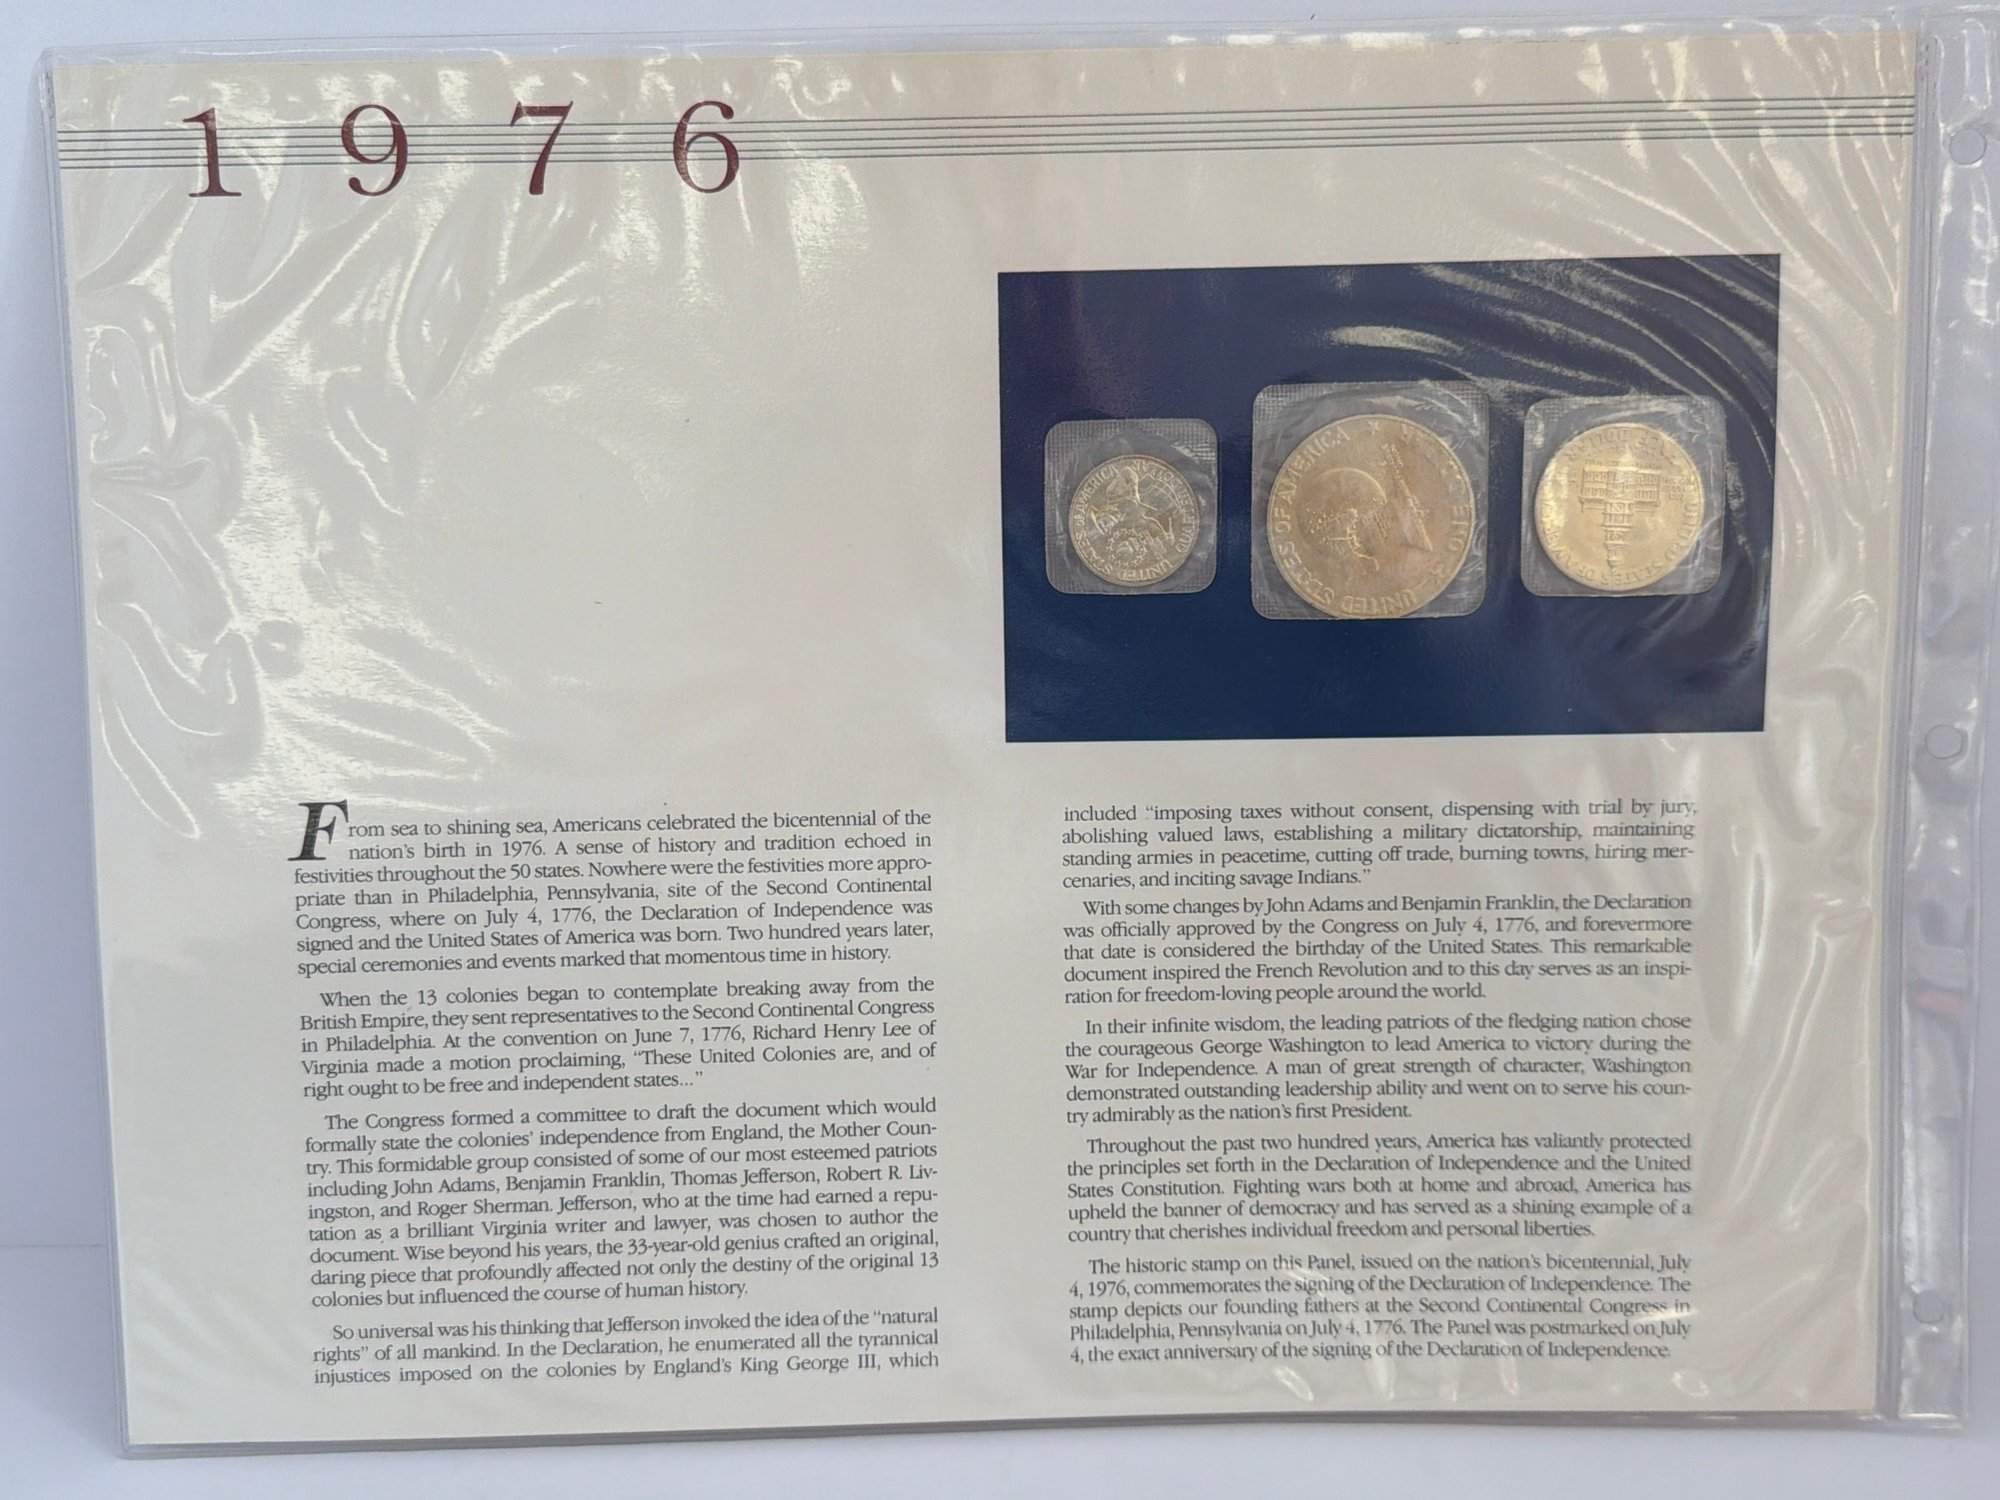 1976
UNITED STATES OF AMERICA QUARTER DOLLAR
UNITED STATES OF AMERICA
ONE
UNITED STATES OF AMERICA
HALF DOLLAR
From sea to shining sea, Americans celebrated the bicentennial of the
nation's birth in 1976. A sense of history and tradition echoed in
festivities throughout the 50 states. Nowhere were the festivities more appro-
priate than in Philadelphia, Pennsylvania, site of the Second Continental
Congress, where on July 4, 1776, the Declaration of Independence was
signed and the United States of America was born. Two hundred years later,
special ceremonies and events marked that momentous time in history.
When the 13 colonies began to contemplate breaking away from the
British Empire, they sent representatives to the Second Continental Congress
in Philadelphia. At the convention on June 7, 1776, Richard Henry Lee of
Virginia made a motion proclaiming, "These United Colonies are, and of
right ought to be free and independent states..."
The Congress formed a committee to draft the document which would
formally state the colonies' independence from England, the Mother Coun-
try. This formidable group consisted of some of our most esteemed patriots
including John Adams, Benjamin Franklin, Thomas Jefferson, Robert R. Liv-
ingston, and Roger Sherman. Jefferson, who at the time had earned a repu-
tation as a brilliant Virginia writer and lawyer, was chosen to author the
document. Wise beyond his years, the 33-year-old genius crafted an original,
daring piece that profoundly affected not only the destiny of the original 13
colonies but influenced the course of human history.
So universal was his thinking that Jefferson invoked the idea of the "natural
rights" of all mankind. In the Declaration, he enumerated all the tyrannical
injustices imposed on the colonies by England's King George III, which
included "imposing taxes without consent, dispensing with trial by jury,
abolishing valued laws, establishing a military dictatorship, maintaining
standing armies in peacetime, cutting off trade, burning towns, hiring mer-
cenaries, and inciting savage Indians."
With some changes by John Adams and Benjamin Franklin, the Declaration
was officially approved by the Congress on July 4, 1776, and forevermore
that date is considered the birthday of the United States. This remarkable
document inspired the French Revolution and to this day serves as an inspi-
ration for freedom-loving people around the world.
In their infinite wisdom, the leading patriots of the fledging nation chose
the courageous George Washington to lead America to victory during the
War for Independence. A man of great strength of character, Washington
demonstrated outstanding leadership ability and went on to serve his coun-
try admirably as the nation's first President.
Throughout the past two hundred years, America has valiantly protected
the principles set forth in the Declaration of Independence and the United
States Constitution. Fighting wars both at home and abroad, America has
upheld the banner of democracy and has served as a shining example of a
country that cherishes individual freedom and personal liberties.
The historic stamp on this Panel, issued on the nation's bicentennial, July
4, 1976, commemorates the signing of the Declaration of Independence. The
stamp depicts our founding fathers at the Second Continental Congress in
Philadelphia, Pennsylvania on July 4, 1776. The Panel was postmarked on July
4, the exact anniversary of the signing of the Declaration of Independence.